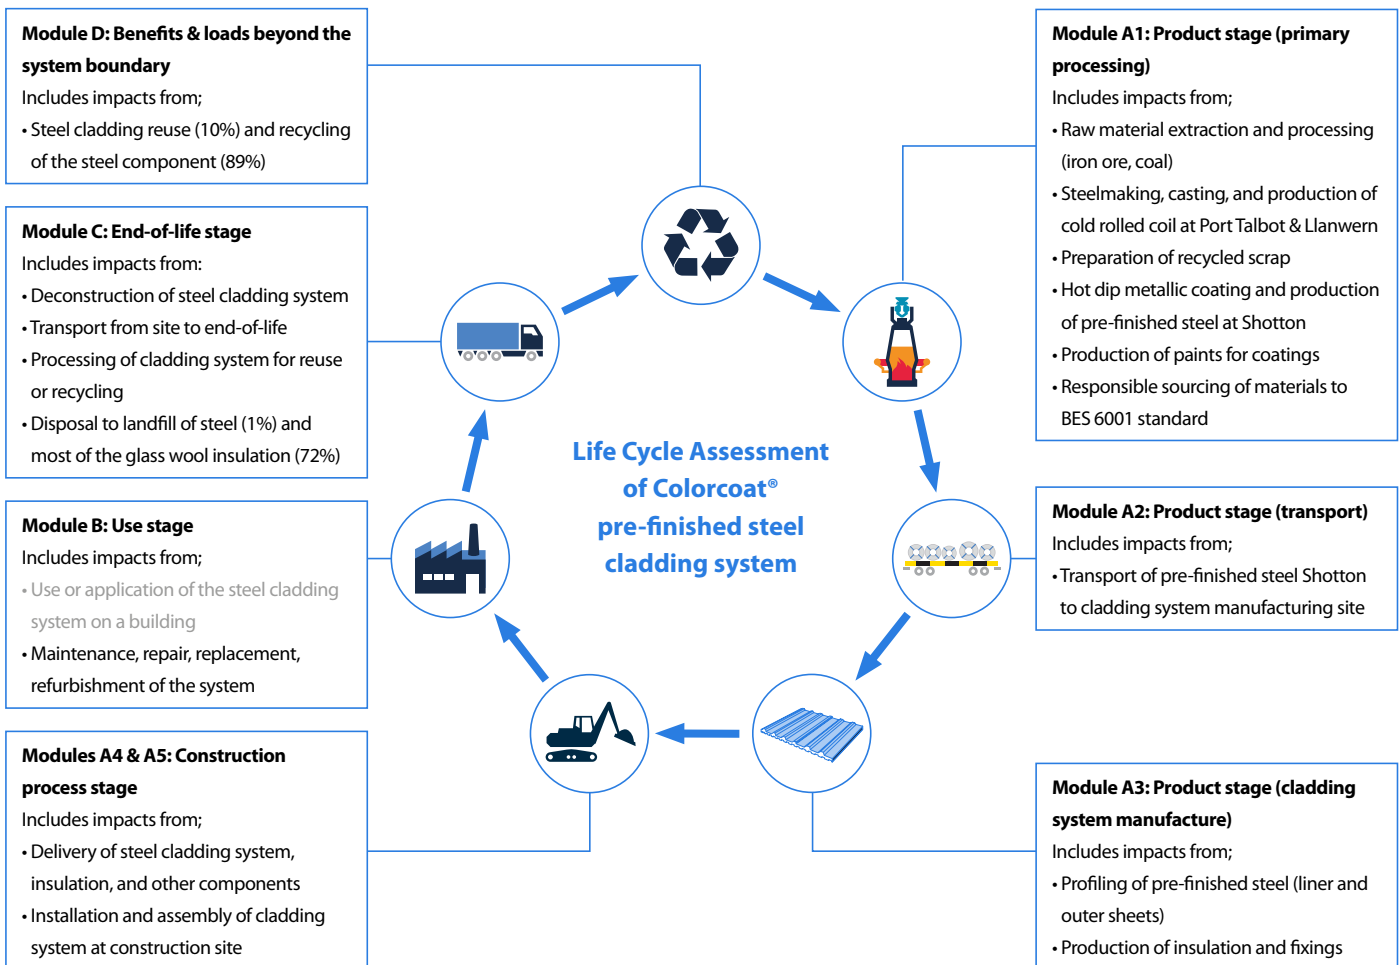 Module D: Benefits & loads beyond the
system boundary
Includes impacts from;
• Steel cladding reuse (10%) and recycling
of the steel component (89%)
Module C: End-of-life stage
Includes impacts from:
• Deconstruction of steel cladding system
• Transport from site to end-of-life
• Processing of cladding system for reuse
or recycling
• Disposal to landfill of steel (1%) and
most of the glass wool insulation (72%)
Module B: Use stage
Includes impacts from;
• Use or application of the steel cladding
system on a building
• Maintenance, repair, replacement,
refurbishment of the system
Modules A4 & A5: Construction
process stage
Includes impacts from;
• Delivery of steel cladding system,
insulation, and other components
• Installation and assembly of cladding
system at construction site
Life Cycle Assessment
of Colorcoat®
pre-finished steel
cladding system
Module A1: Product stage (primary
processing)
Includes impacts from;
• Raw material extraction and processing
(iron ore, coal)
• Steelmaking, casting, and production of
cold rolled coil at Port Talbot & Llanwern
• Preparation of recycled scrap
• Hot dip metallic coating and production
of pre-finished steel at Shotton
• Production of paints for coatings
• Responsible sourcing of materials to
BES 6001 standard
Module A2: Product stage (transport)
Includes impacts from;
• Transport of pre-finished steel Shotton
to cladding system manufacturing site
Module A3: Product stage (cladding
system manufacture)
Includes impacts from;
• Profiling of pre-finished steel (liner and
outer sheets)
• Production of insulation and fixings